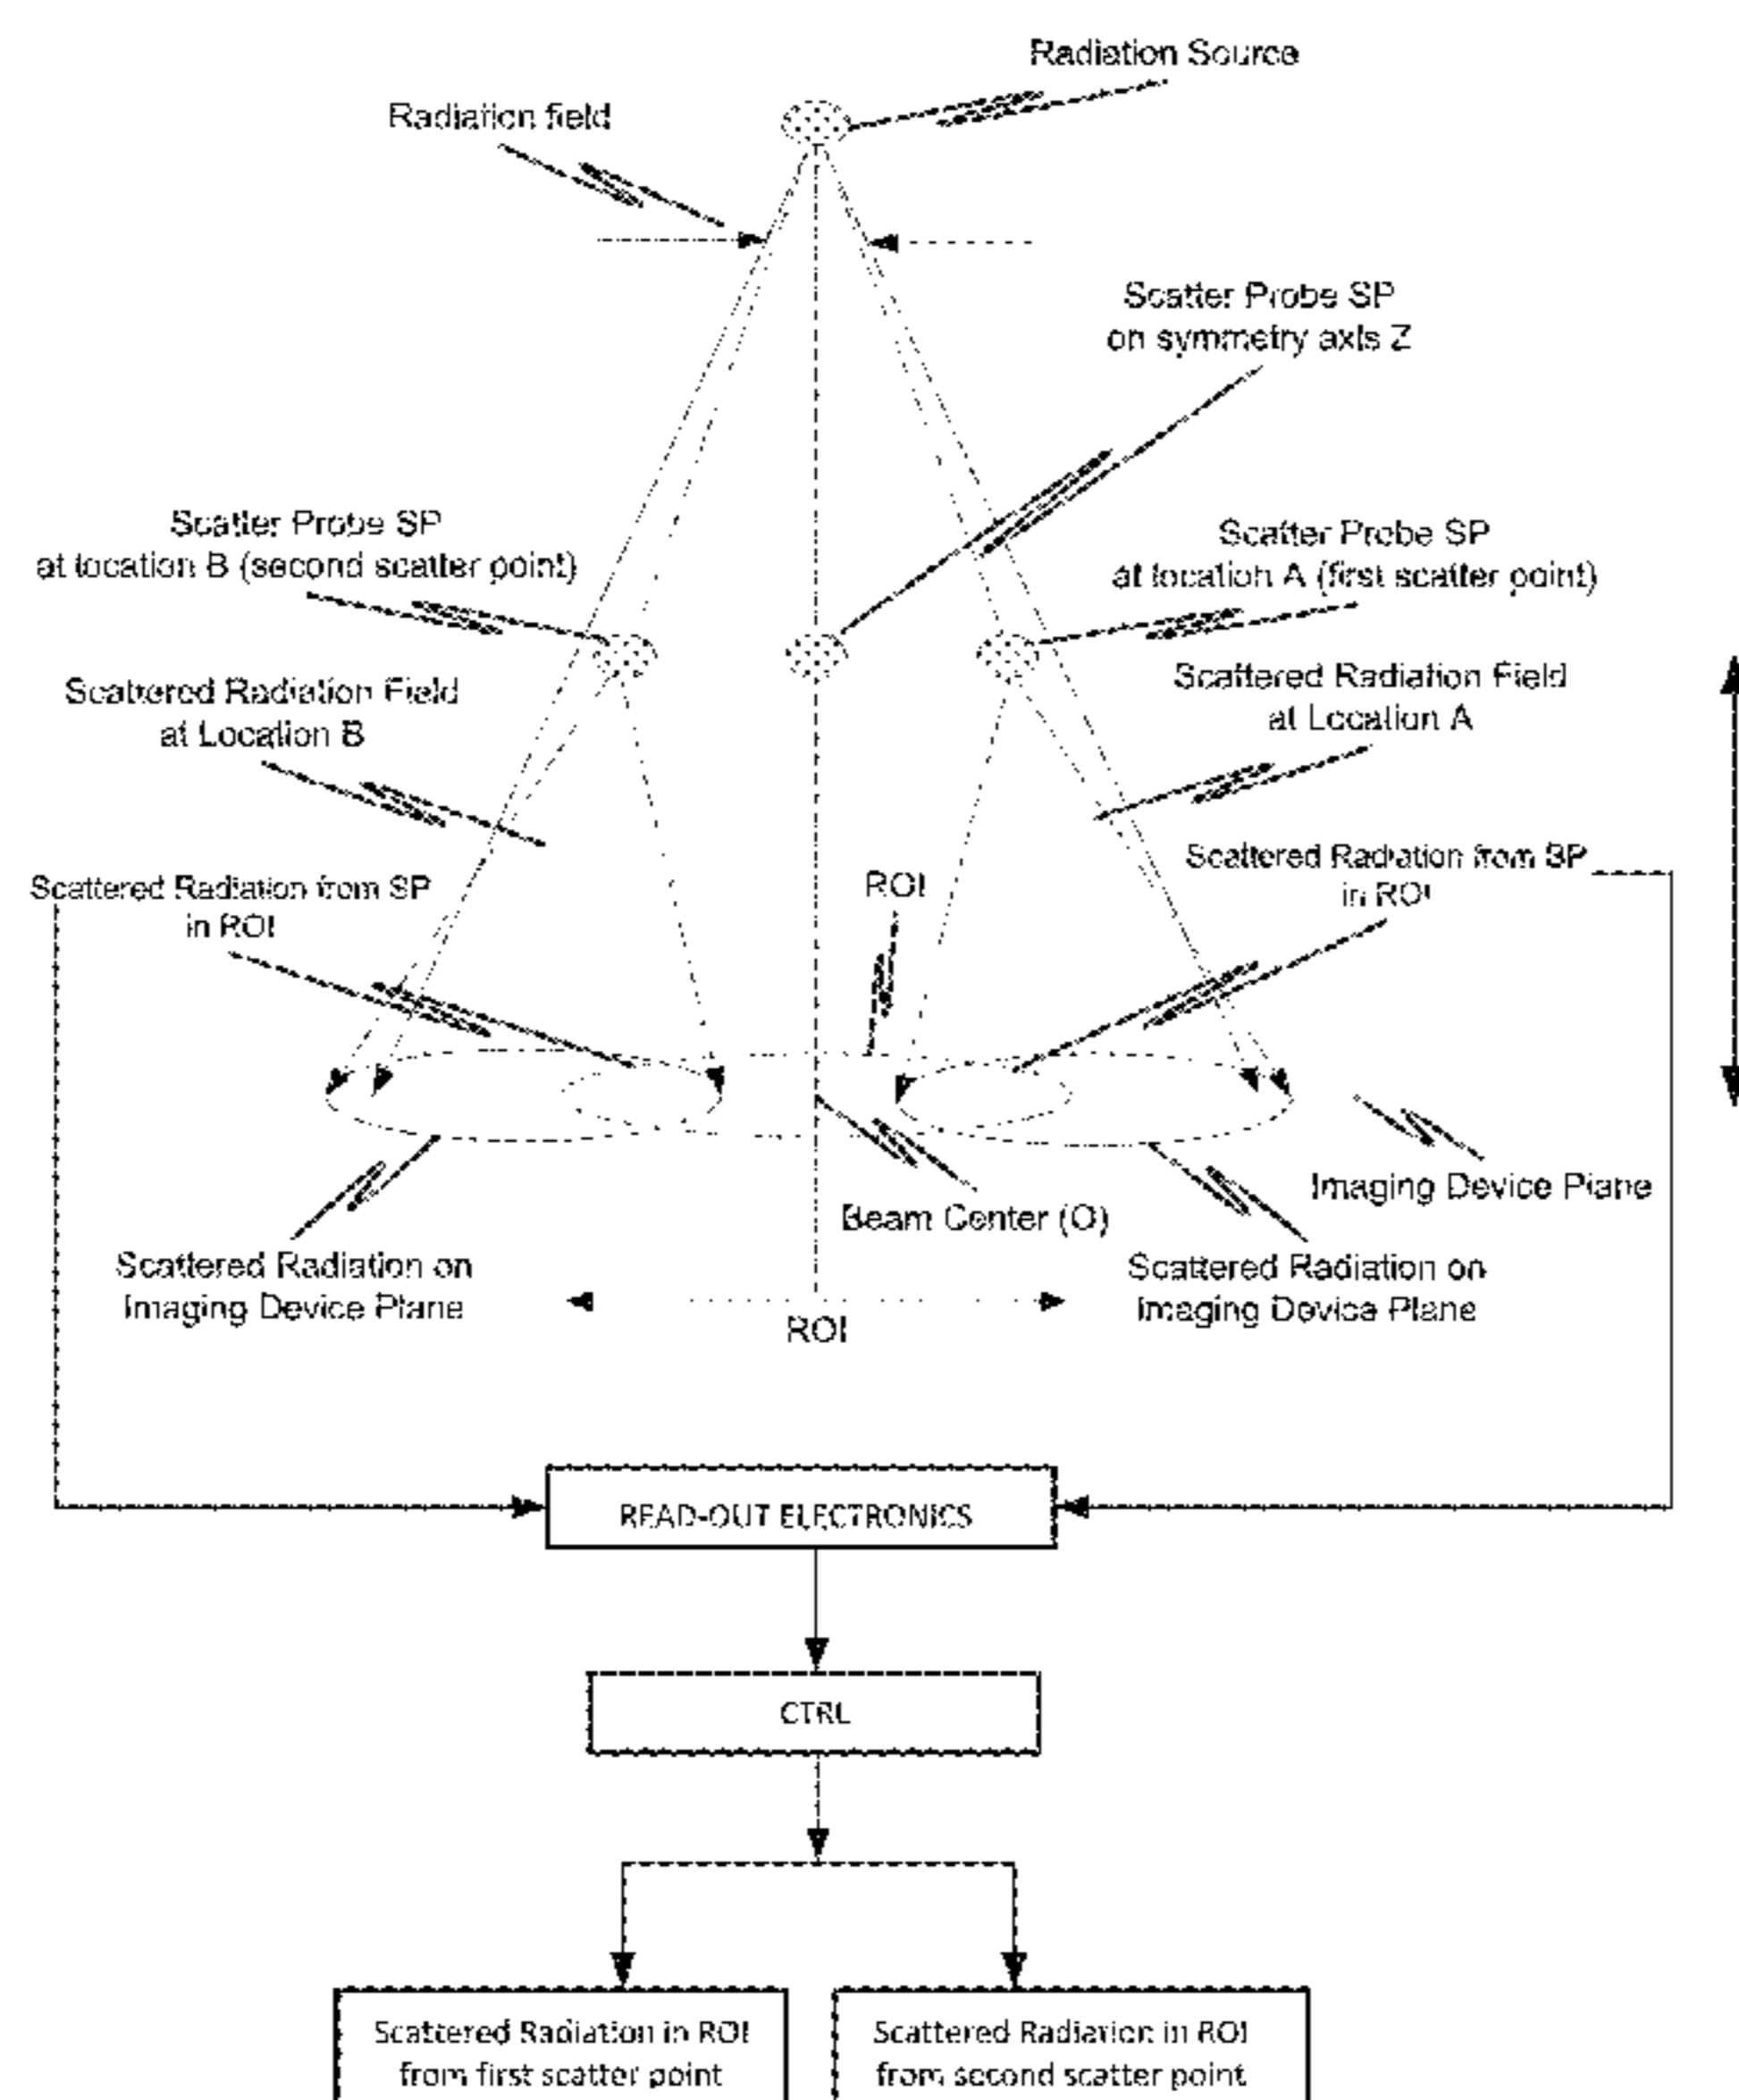 Radiation Source
Radiation field
Scatter Probe SP
on symmetry axis Z
Scatter Probe SP
at location B (second scatter point)
Scatter Probe SP
at location A (first scatter point)
Scattered Radiation Field
at Location B
Scattered Radiation Field
at Location A
Scattered Radiation from SP
in ROI
ROI
Scattered Radiation from SP
in ROI
Imaging Device Plane
Beam Center (O)
Scattered Radiation on
Imaging Device Plane
Scattered Radiation on
Imaging Device Plane
ROI
READ-OUT ELECTRONICS
CTRL
Scattered Radiation in ROI
from first scatter point
Scattered Radiation in ROI
from second scatter point